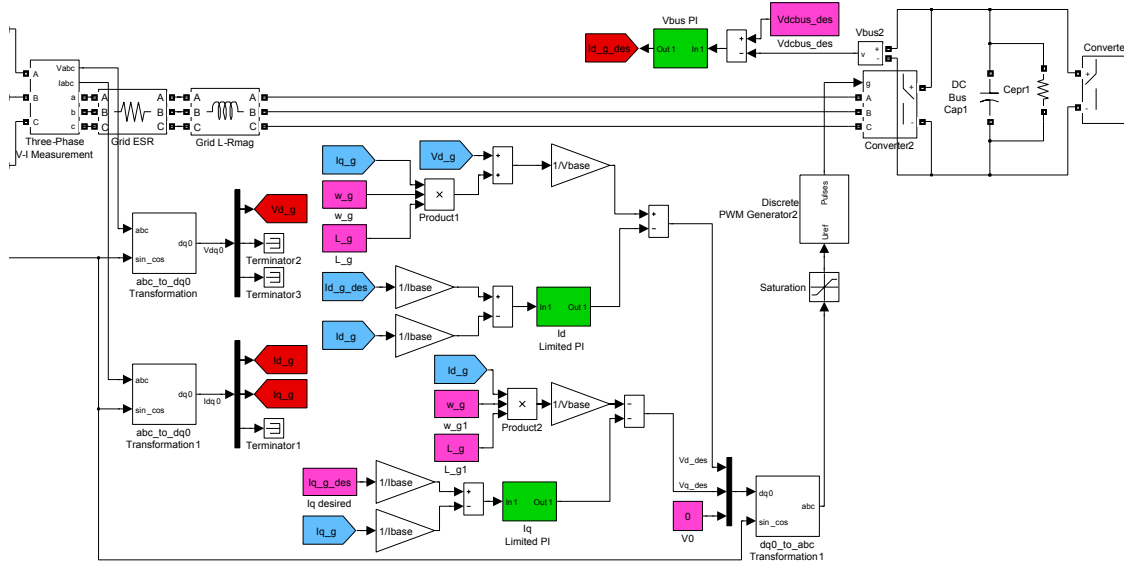 Vbus PI
Id_g_des
Out 1
In 1
+
−
Vdcbus_des
Vdcbus_des
Vbus2
v
+
−
Converte
+
-
DC
Bus
Cap1
Cepr1
g
A
B
C
+
-
Converter2
Vabc
Iabc
A
B
C
a
b
c
Three-Phase
V-I Measurement
A
B
C
A
B
C
Grid ESR
A
B
C
A
B
C
Grid L-Rmag
Iq_g
w_g
w_g
L_g
L_g
×
Product1
Vd_g
+
+
1/Vbase
+
−
Discrete
PWM Generator2
Pulses
Uref
Saturation
abc
sin_cos
dq0
Vdq0
abc_to_dq0
Transformation
Vd_g
Terminator2
Terminator3
Id_g_des
1/Ibase
Id_g
1/Ibase
+
−
In 1
Out 1
Id
Limited PI
abc
sin_cos
dq0
Idq0
abc_to_dq0
Transformation1
Id_g
Iq_g
Terminator1
Id_g
w_g
w_g1
L_g
L_g1
×
Product2
1/Vbase
−
−
Iq_g_des
Iq desired
1/Ibase
Iq_g
1/Ibase
+
−
In 1
Out 1
Iq
Limited PI
Vd_des
Vq_des
0
V0
dq0
sin_cos
abc
dq0_to_abc
Transformation1